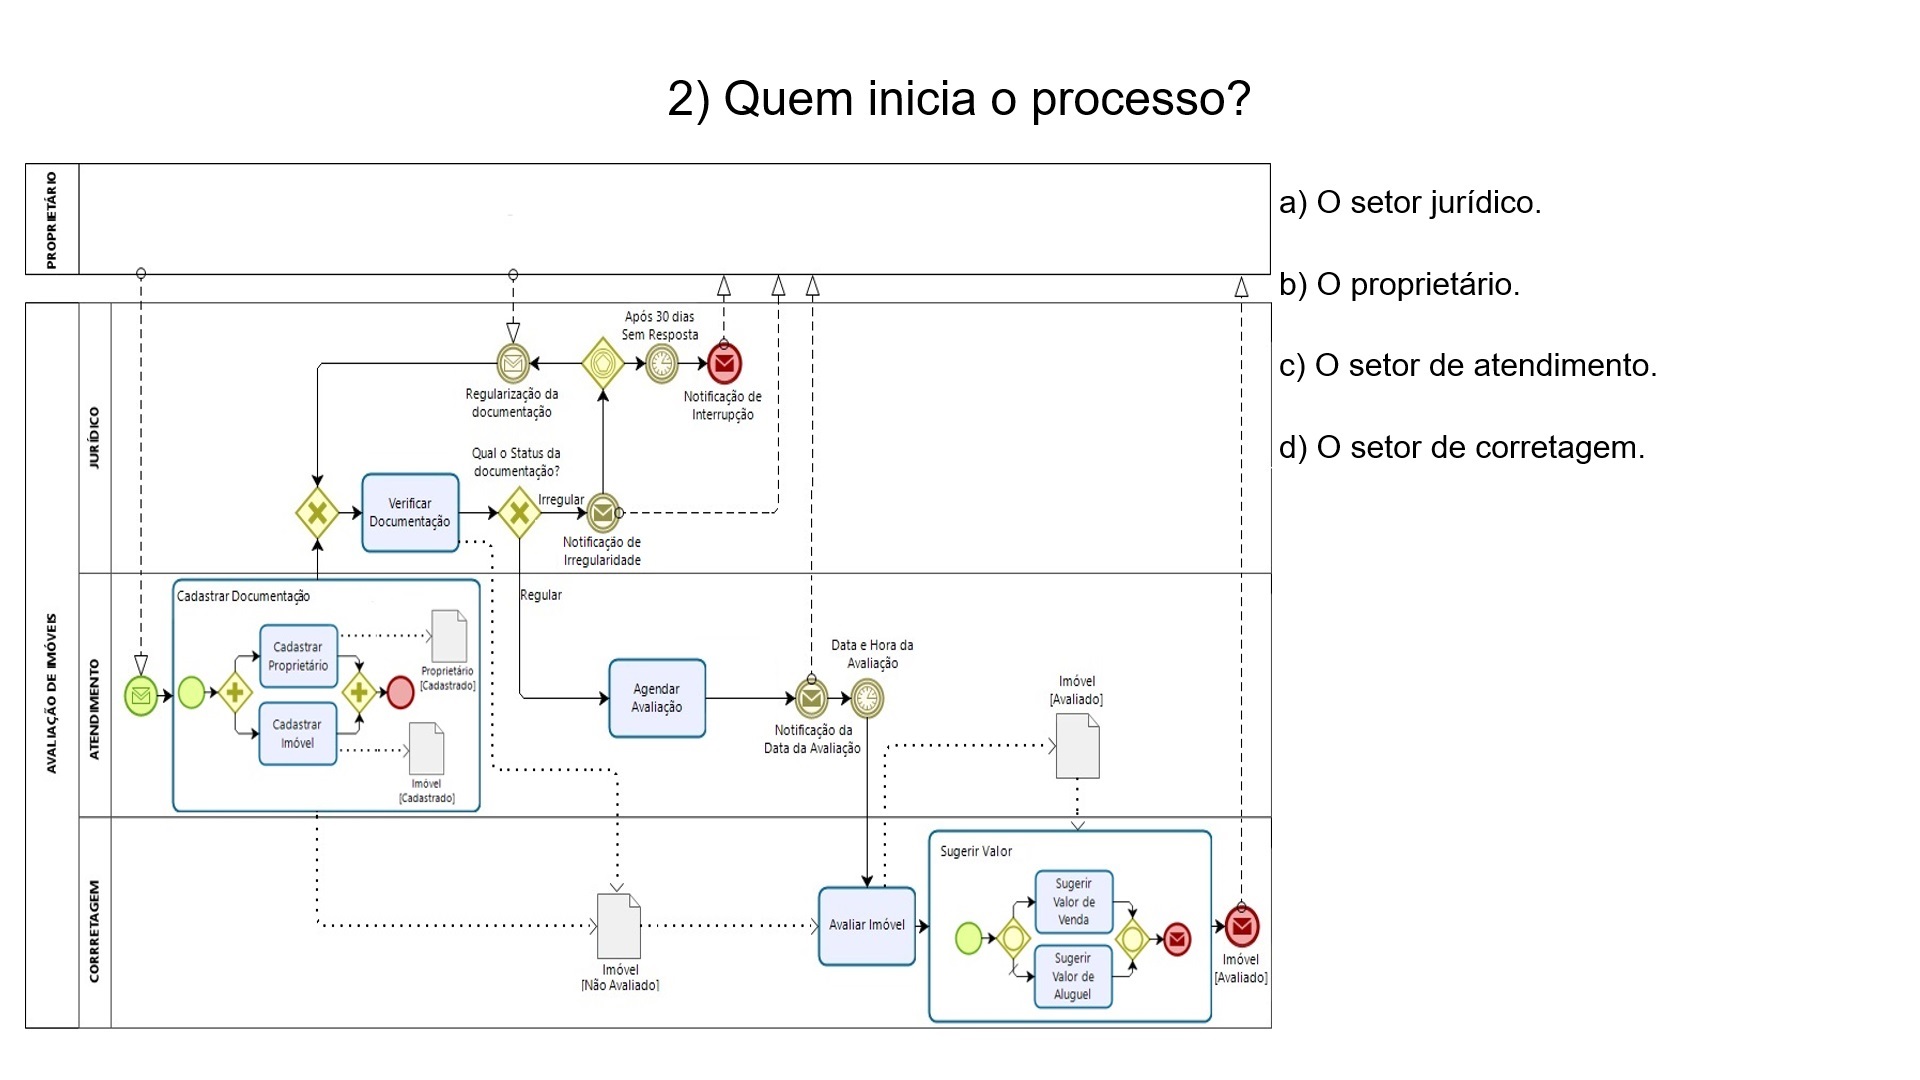 2) Quem inicia o processo?
PROPRIETÁRIO
a) O setor jurídico.
b) O proprietário.
c) O setor de atendimento.
d) O setor de corretagem.
AVALIAÇÃO DE IMÓVEIS
JURÍDICO
Após 30 dias
Sem Resposta
Regularização da
documentação
Notificação de
Interrupção
Qual o Status da
documentação?
Verificar
Documentação
Irregular
Notificação de
Irregularidade
ATENDIMENTO
Cadastrar Documentação
Regular
Cadastrar
Proprietário
Proprietário
[Cadastrado]
Cadastrar
Imóvel
Imóvel
[Cadastrado]
Agendar
Avaliação
Data e Hora da
Avaliação
Notificação da
Data da Avaliação
Imóvel
[Avaliado]
CORRETAGEM
Imóvel
[Não Avaliado]
Avaliar Imóvel
Sugerir Valor
Sugerir
Valor de
Venda
Sugerir
Valor de
Aluguel
Imóvel
[Avaliado]